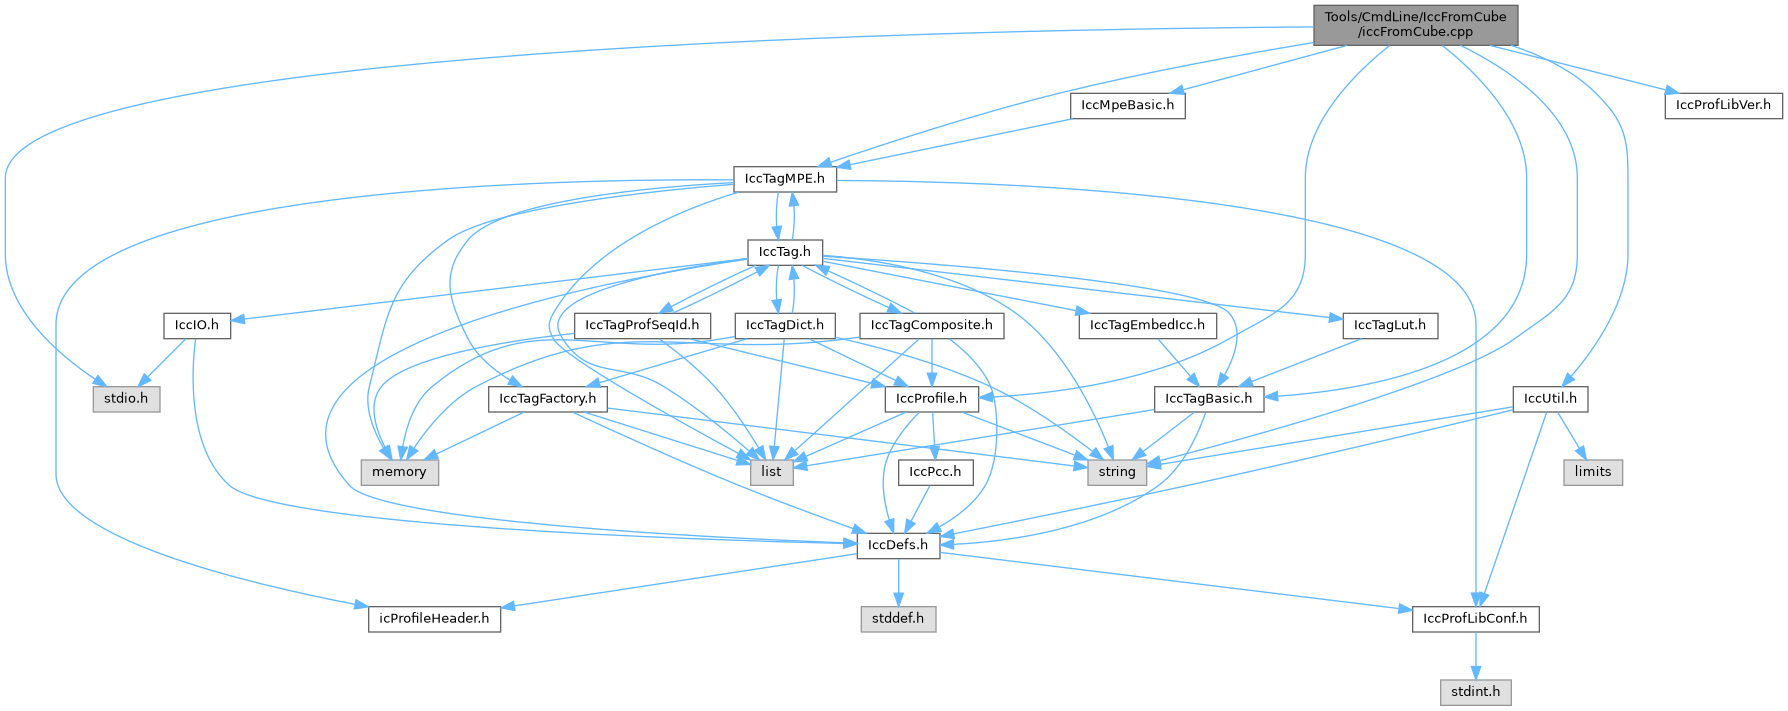 Tools/CmdLine/IccFromCube
/iccFromCube.cpp
IccMpeBasic.h
IccProfLibVer.h
IccTagMPE.h
IccTag.h
IccIO.h
IccTagProfSeqId.h
IccTagDict.h
IccTagComposite.h
IccTagEmbedIcc.h
IccTagLut.h
stdio.h
IccTagFactory.h
IccProfile.h
IccTagBasic.h
IccUtil.h
memory
list
IccPcc.h
string
limits
IccDefs.h
icProfileHeader.h
stddef.h
IccProfLibConf.h
stdint.h